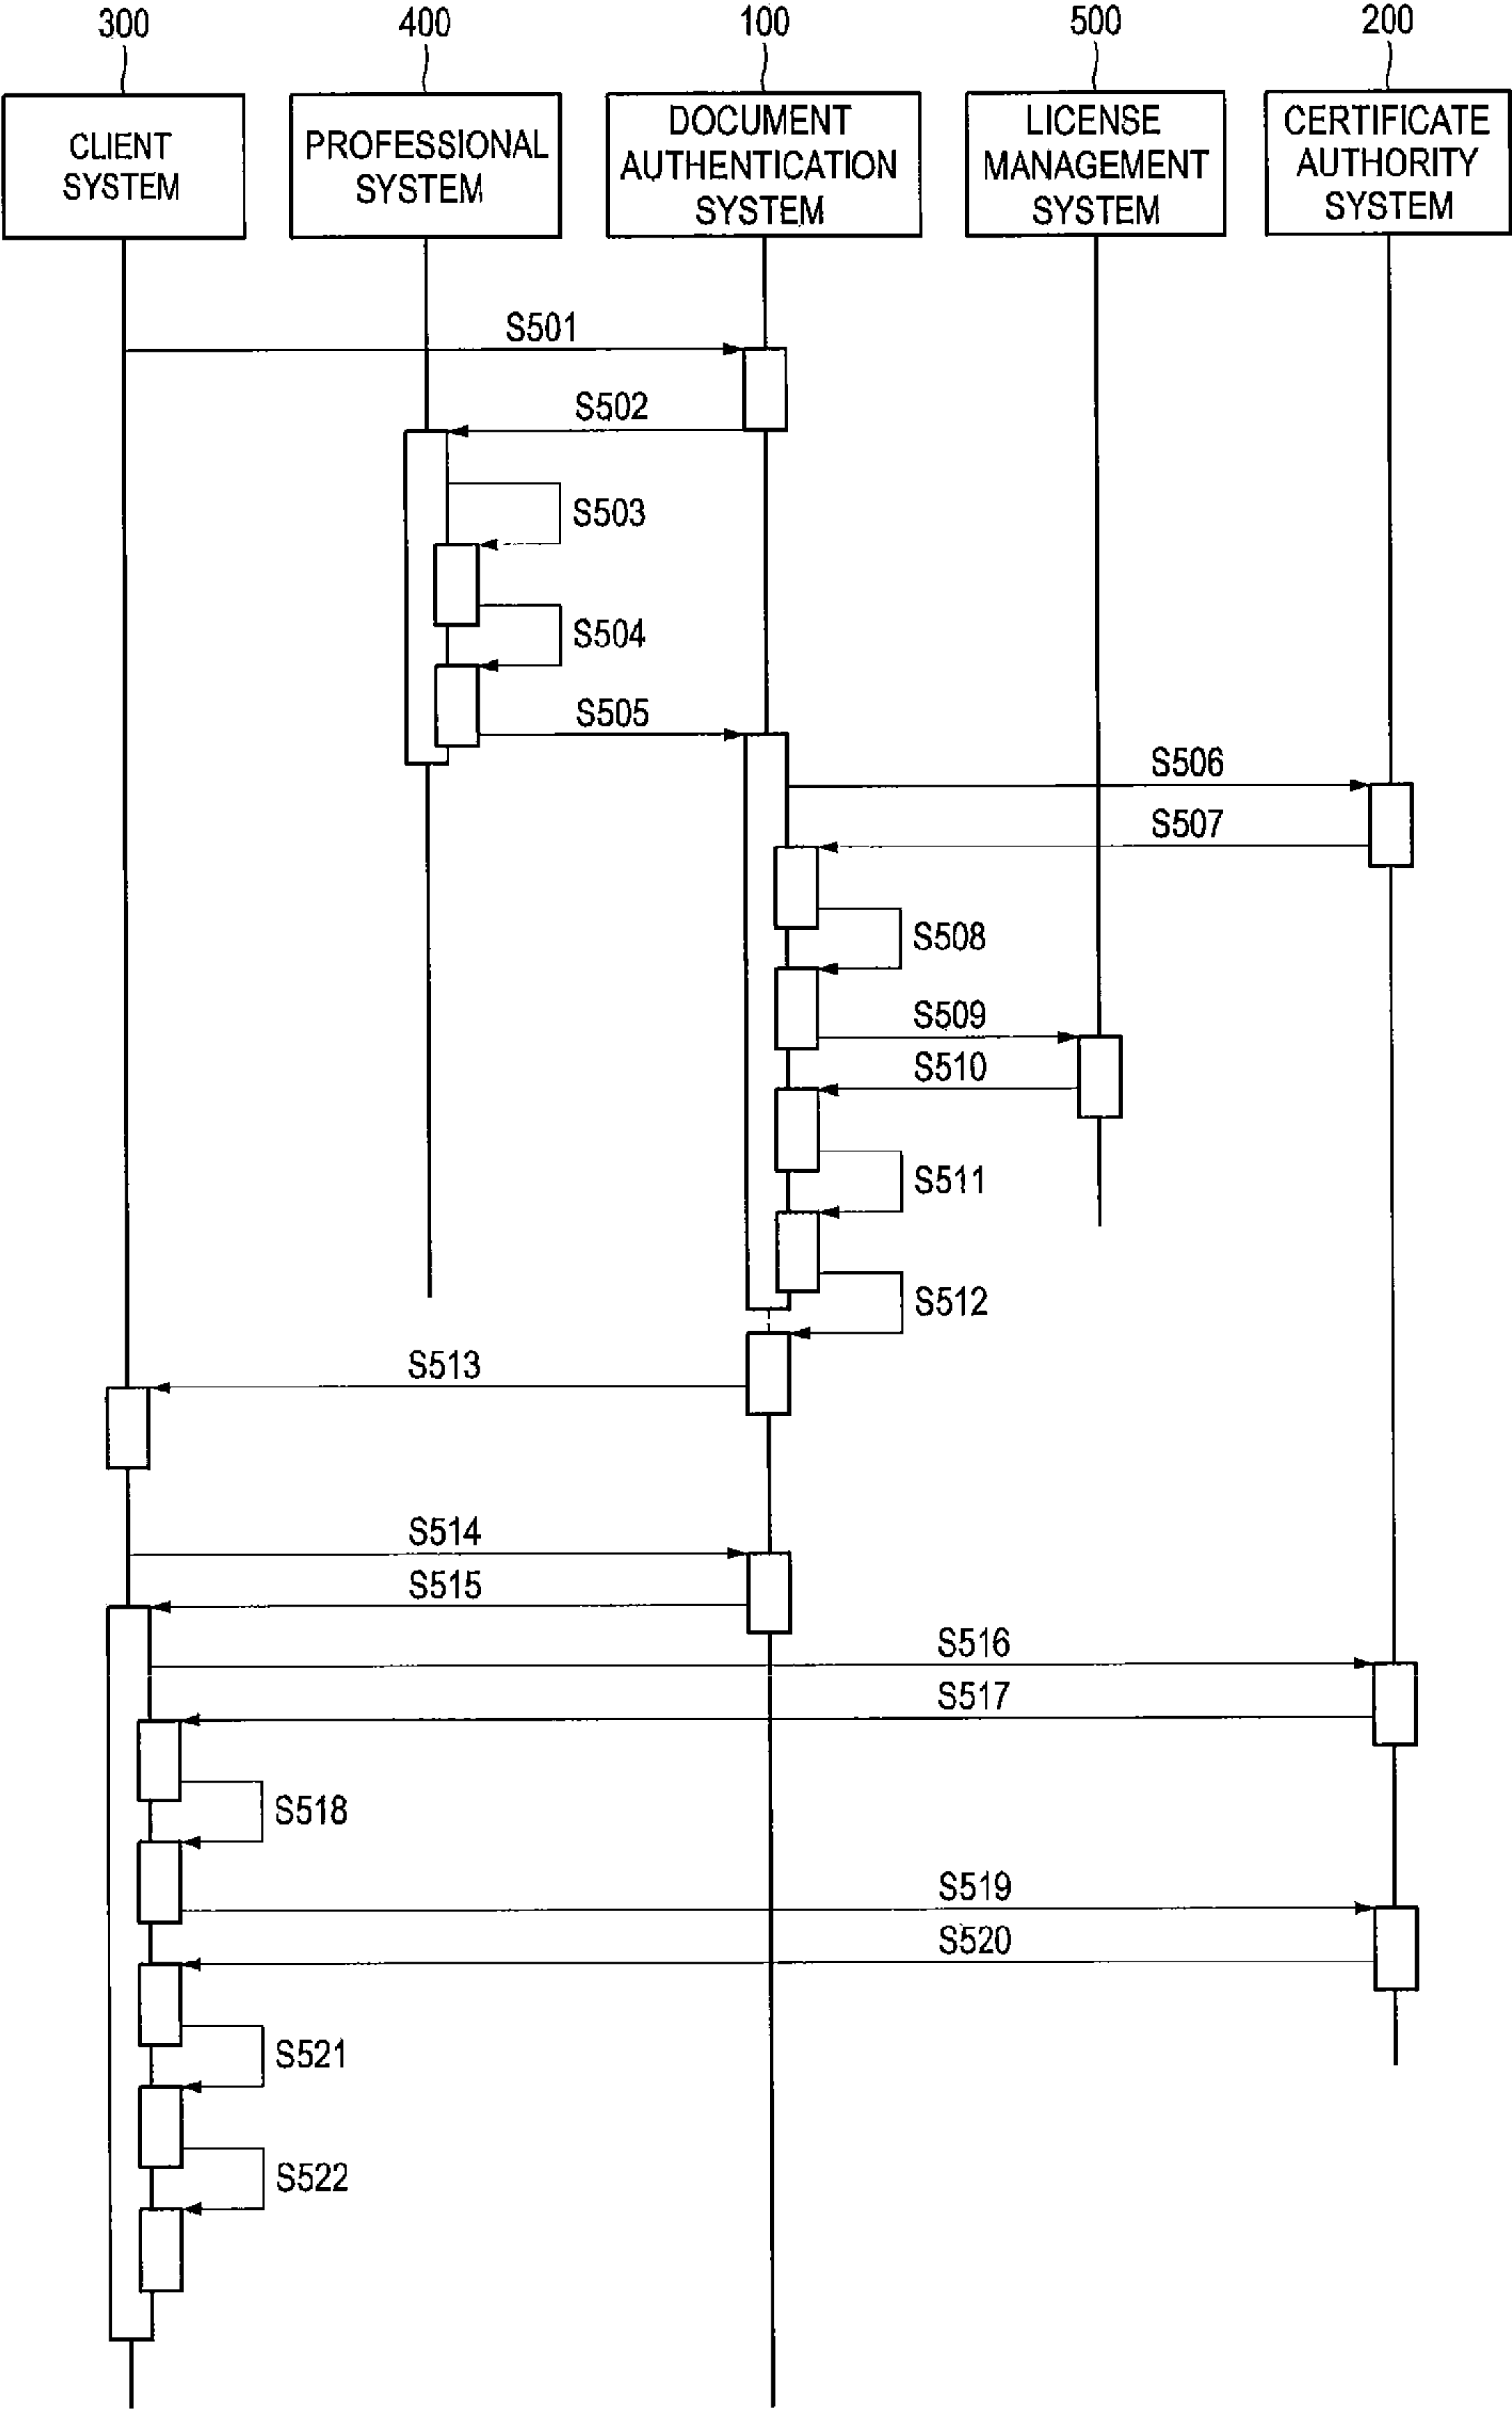 300
400
100
500
200
CLIENT
SYSTEM
PROFESSIONAL
SYSTEM
DOCUMENT
AUTHENTICATION
SYSTEM
LICENSE
MANAGEMENT
SYSTEM
CERTIFICATE
AUTHORITY
SYSTEM
S501
S502
S503
S504
S505
S506
S507
S508
S509
S510
S511
S512
S513
S514
S515
S516
S517
S518
S519
S520
S521
S522